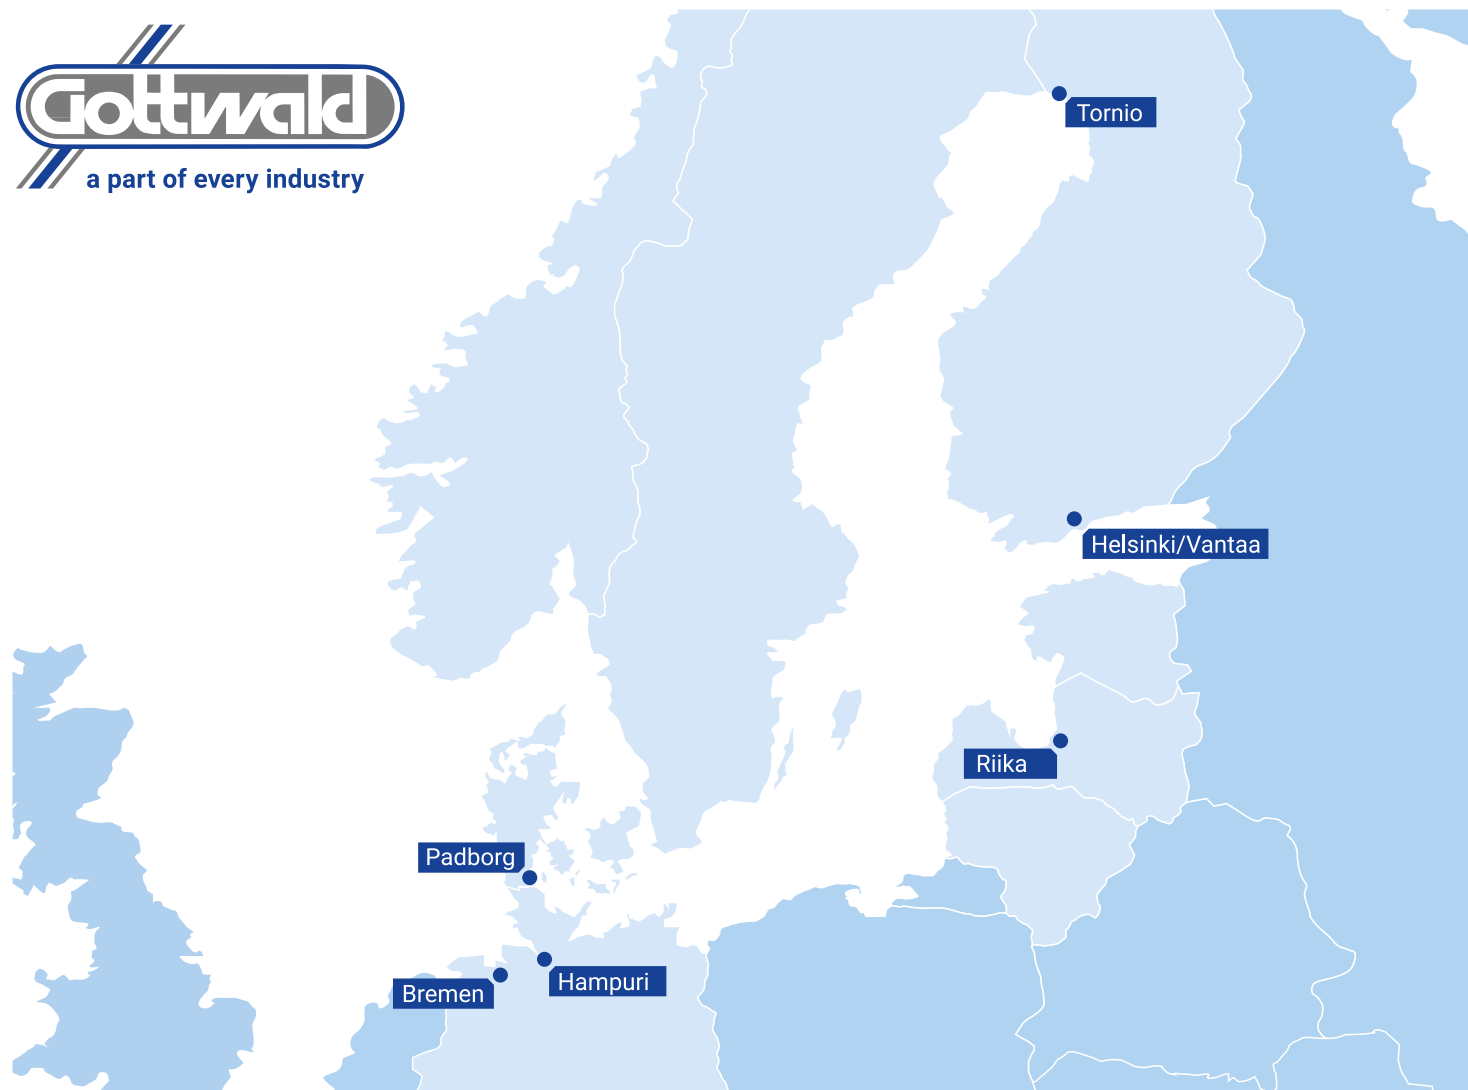 Gottwald
a part of every industry
Tornio
Helsinki/Vantaa
Riika
Padborg
Hampuri
Bremen